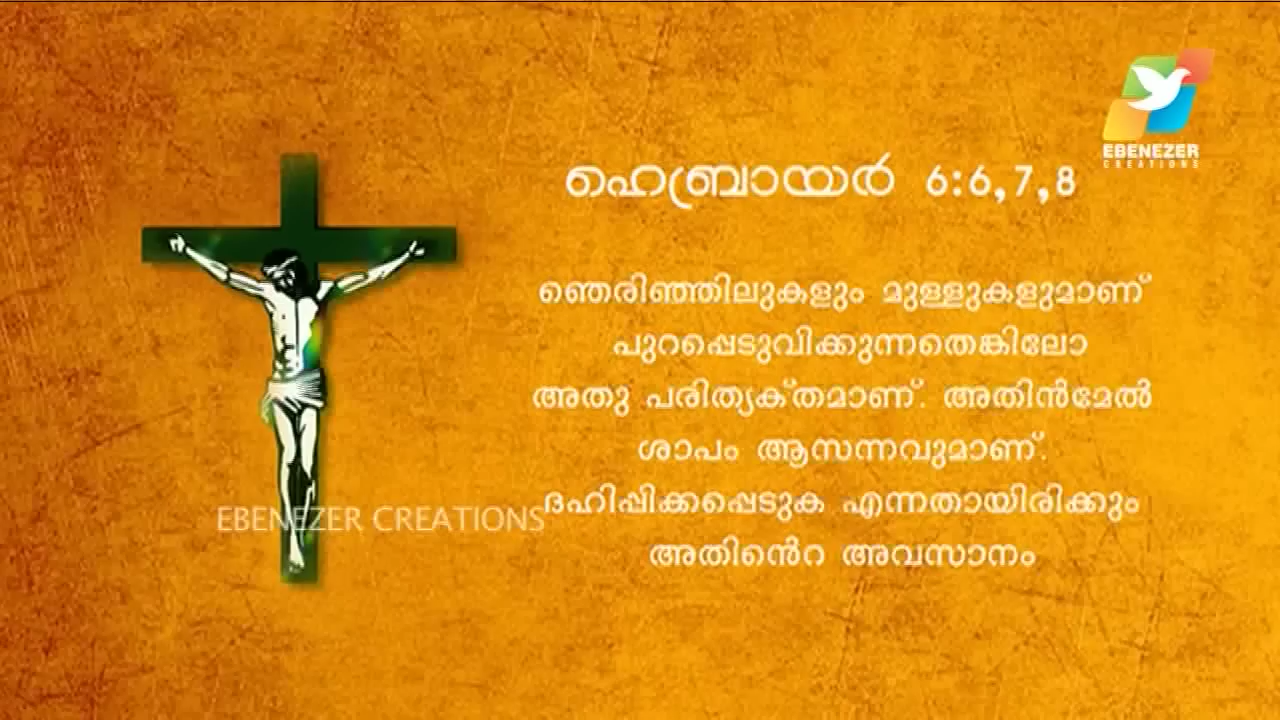 EBENEZER
CREATIONS
ഹെബ്രായർ 6:6,7,8
ഞെരിഞ്ഞിലുകളും മുള്ളുകളുമാണ്
പുറപ്പെടുവിക്കുന്നതെങ്കിലോ
അതു പരിത്യക്‌തമാണ്. അതിൻമേൽ
ശാപം ആസന്നവുമാണ്.
ദഹിപ്പിക്കപ്പെടുക എന്നതായിരിക്കും
അതിൻെറ അവസാനം
EBENEZER CREATIONS